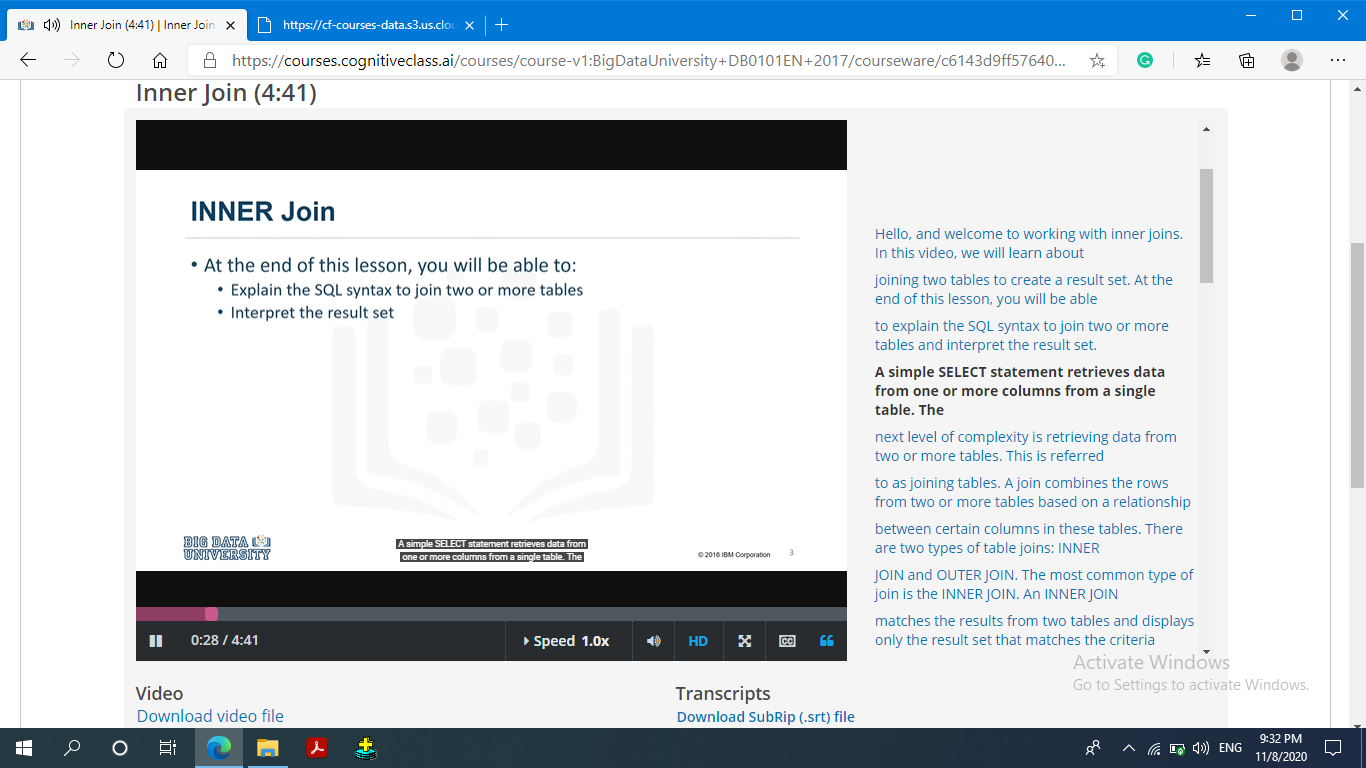 Inner Join (4:41) | Inner Join
https://cf-courses-data.s3.us.clou
https://courses.cognitiveclass.ai/courses/course-v1:BigDataUniversity+DB0101EN+2017/courseware/c6143d9ff57640...
Inner Join (4:41)
INNER Join
• At the end of this lesson, you will be able to:
• Explain the SQL syntax to join two or more tables
• Interpret the result set
BIG DATA
UNIVERSITY
A simple SELECT statement retrieves data from
one or more columns from a single table. The
© 2016 IBM Corporation
3
0:28 / 4:41
Speed 1.0x
HD
CC
Hello, and welcome to working with inner joins.
In this video, we will learn about
joining two tables to create a result set. At the
end of this lesson, you will be able
to explain the SQL syntax to join two or more
tables and interpret the result set.
A simple SELECT statement retrieves data
from one or more columns from a single
table. The
next level of complexity is retrieving data from
two or more tables. This is referred
to as joining tables. A join combines the rows
from two or more tables based on a relationship
between certain columns in these tables. There
are two types of table joins: INNER
JOIN and OUTER JOIN. The most common type of
join is the INNER JOIN. An INNER JOIN
matches the results from two tables and displays
only the result set that matches the criteria
Activate Windows
Go to Settings to activate Windows.
Video
Download video file
Transcripts
Download SubRip (.srt) file
ENG
9:32 PM
11/8/2020